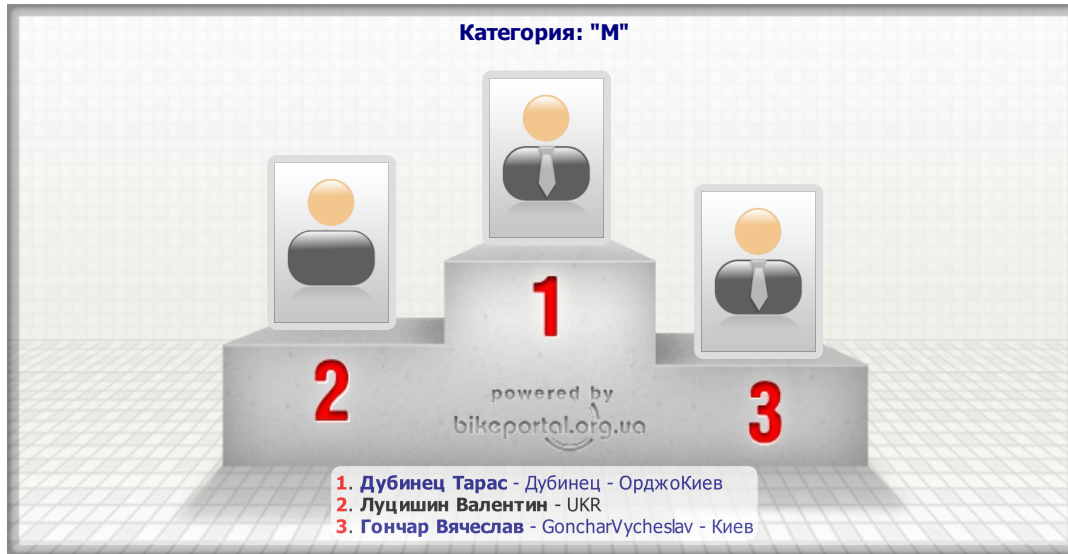 Категория: "M"
1
2
3
powered by
bikeportal.org.ua
1. Дубинец Тарас - Дубинец - ОрджоКиев
2. Луцишин Валентин - UKR
3. Гончар Вячеслав - GoncharVycheslav - Киев